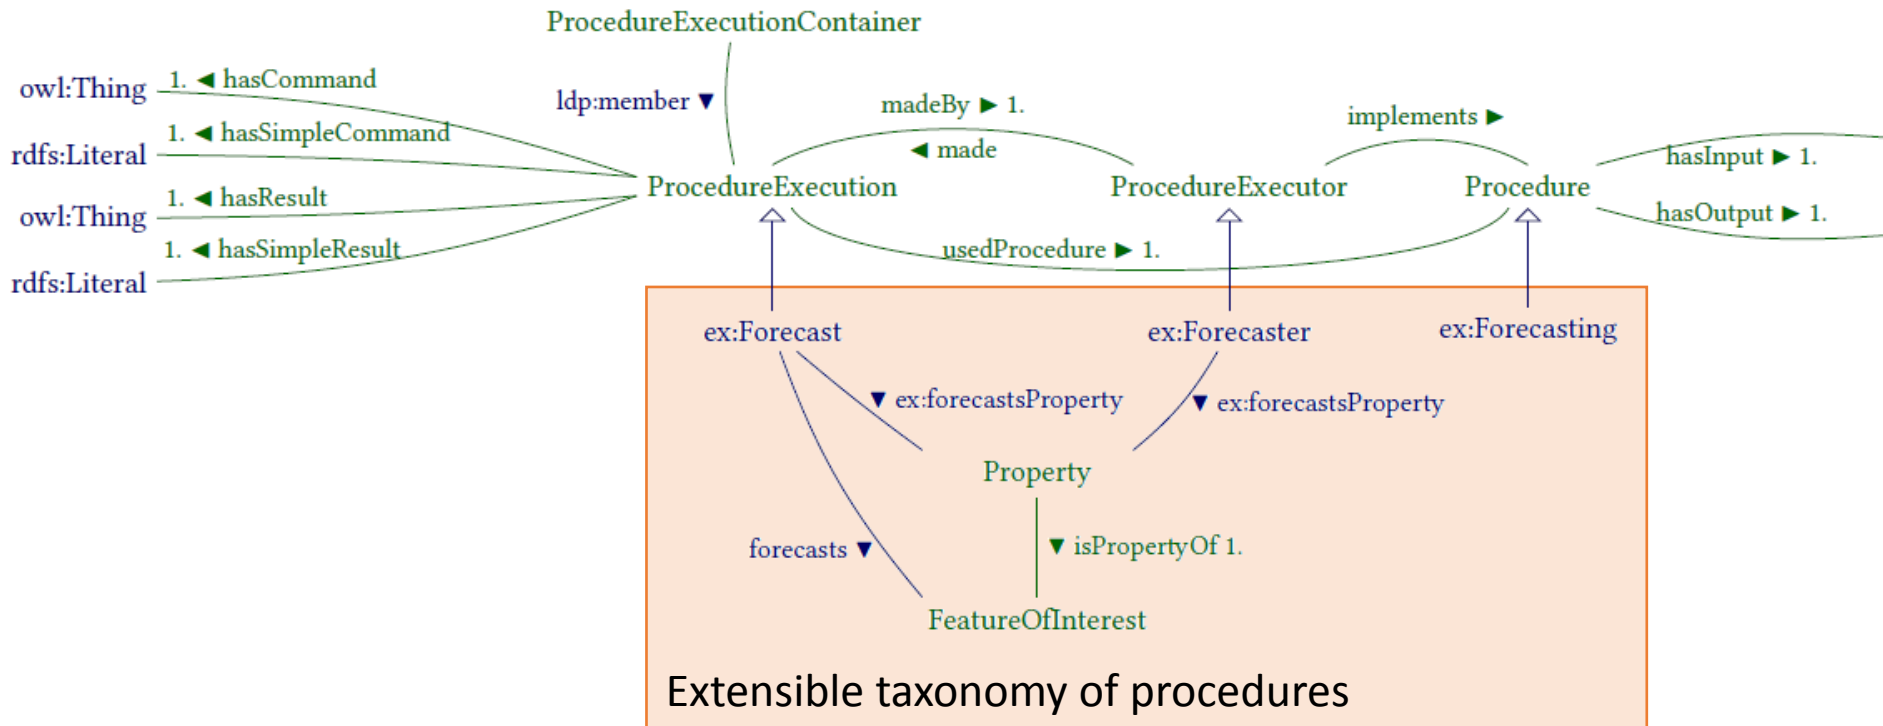 ProcedureExecutionContainer
owl:Thing
1. ◄ hasCommand
ldp:member ▼
madeBy ► 1.
implements ►
rdfs:Literal
1. ◄ hasSimpleCommand
◄ made
hasInput ► 1.
owl:Thing
1. ◄ hasResult
ProcedureExecution
ProcedureExecutor
Procedure
hasOutput ► 1.
rdfs:Literal
1. ◄ hasSimpleResult
usedProcedure ► 1.
ex:Forecast
ex:Forecaster
ex:Forecasting
▼ ex:forecastsProperty
▼ ex:forecastsProperty
Property
forecasts ▼
▼ isPropertyOf 1.
FeatureOfInterest
Extensible taxonomy of procedures